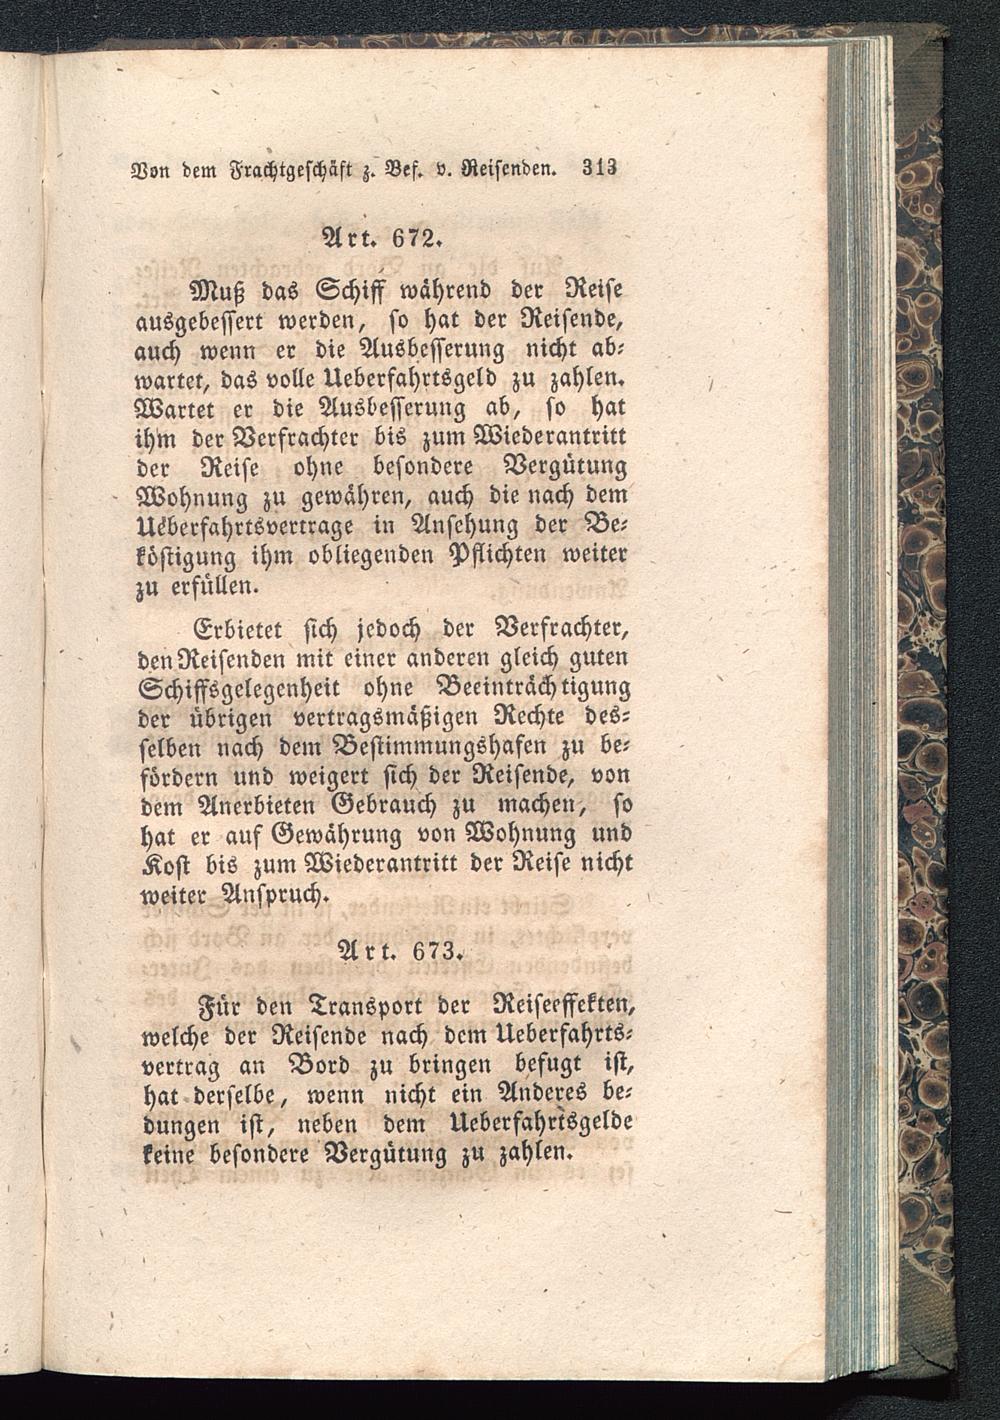 Von dem Frachtgeschäft z. Bef. v. Reisenden. 313
Art. 672.
Muß das Schiff während der Reise
ausgebessert werden, so hat der Reisende,
auch wenn er die Ausbesserung nicht ab-
wartet, das volle Ueberfahrtsgeld zu zahlen.
Wartet er die Ausbesserung ab, so hat
ihm der Verfrachter bis zum Wiederantritt
der Reise ohne besondere Vergütung
Wohnung zu gewähren, auch die nach dem
Ueberfahrtsvertrage in Ansehung der Be-
köstigung ihm obliegenden Pflichten weiter
zu erfüllen.
Erbietet sich jedoch der Verfrachter,
den Reisenden mit einer anderen gleich guten
Schiffsgelegenheit ohne Beeinträchtigung
der übrigen vertragsmäßigen Rechte des-
selben nach dem Bestimmungshafen zu be-
fördern und weigert sich der Reisende, von
dem Anerbieten Gebrauch zu machen, so
hat er auf Gewährung von Wohnung und
Kost bis zum Wiederantritt der Reise nicht
weiter Anspruch.
Art. 673.
Für den Transport der Reiseeffekten,
welche der Reisende nach dem Ueberfahrts-
vertrag an Bord zu bringen befugt ist,
hat derselbe, wenn nicht ein Anderes be-
dungen ist, neben dem Ueberfahrtsgelde
keine besondere Vergütung zu zahlen.